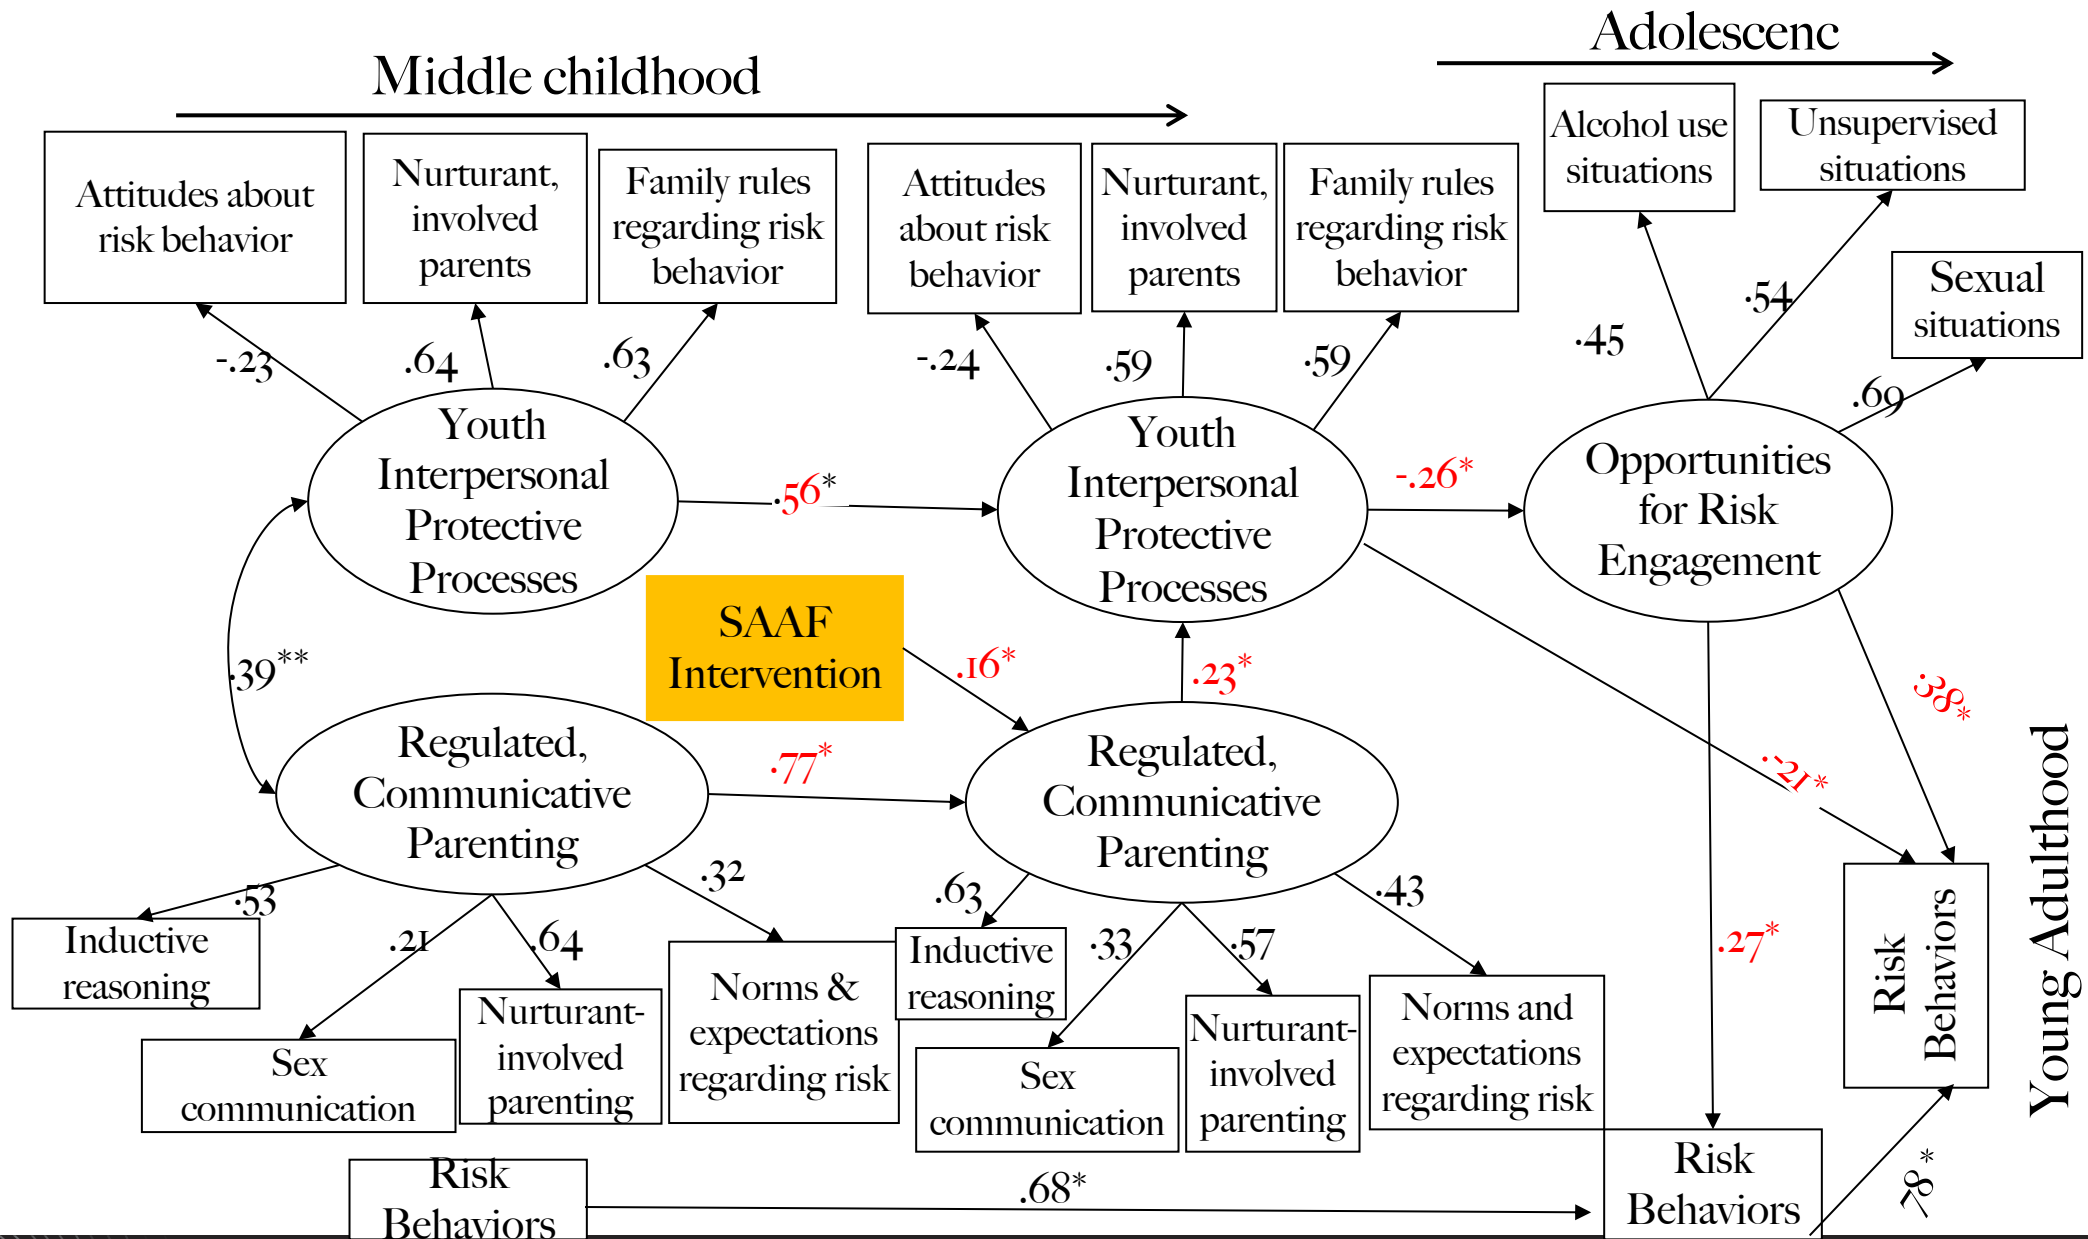 Adolescenc
Middle childhood
Attitudes about
risk behavior
Nurturant,
involved
parents
Family rules
regarding risk
behavior
Attitudes
about risk
behavior
Nurturant,
involved
parents
Family rules
regarding risk
behavior
Alcohol use
situations
Unsupervised
situations
Sexual
situations
-.23
.64
.63
-.24
.59
.59
.45
.54
.69
Youth
Interpersonal
Protective
Processes
.56*
Youth
Interpersonal
Protective
Processes
-.26*
Opportunities
for Risk
Engagement
.39**
SAAF
Intervention
.16*
.23*
.38*
.-21*
Regulated,
Communicative
Parenting
.77*
Regulated,
Communicative
Parenting
.53
.21
.64
.32
.63
.33
.57
.43
.27*
Inductive
reasoning
Sex
communication
Nurturant-
involved
parenting
Norms &
expectations
regarding risk
Inductive
reasoning
Sex
communication
Nurturant-
involved
parenting
Norms and
expectations
regarding risk
Risk
Behaviors
Young Adulthood
Risk
Behaviors
.68*
Risk
Behaviors
.78*